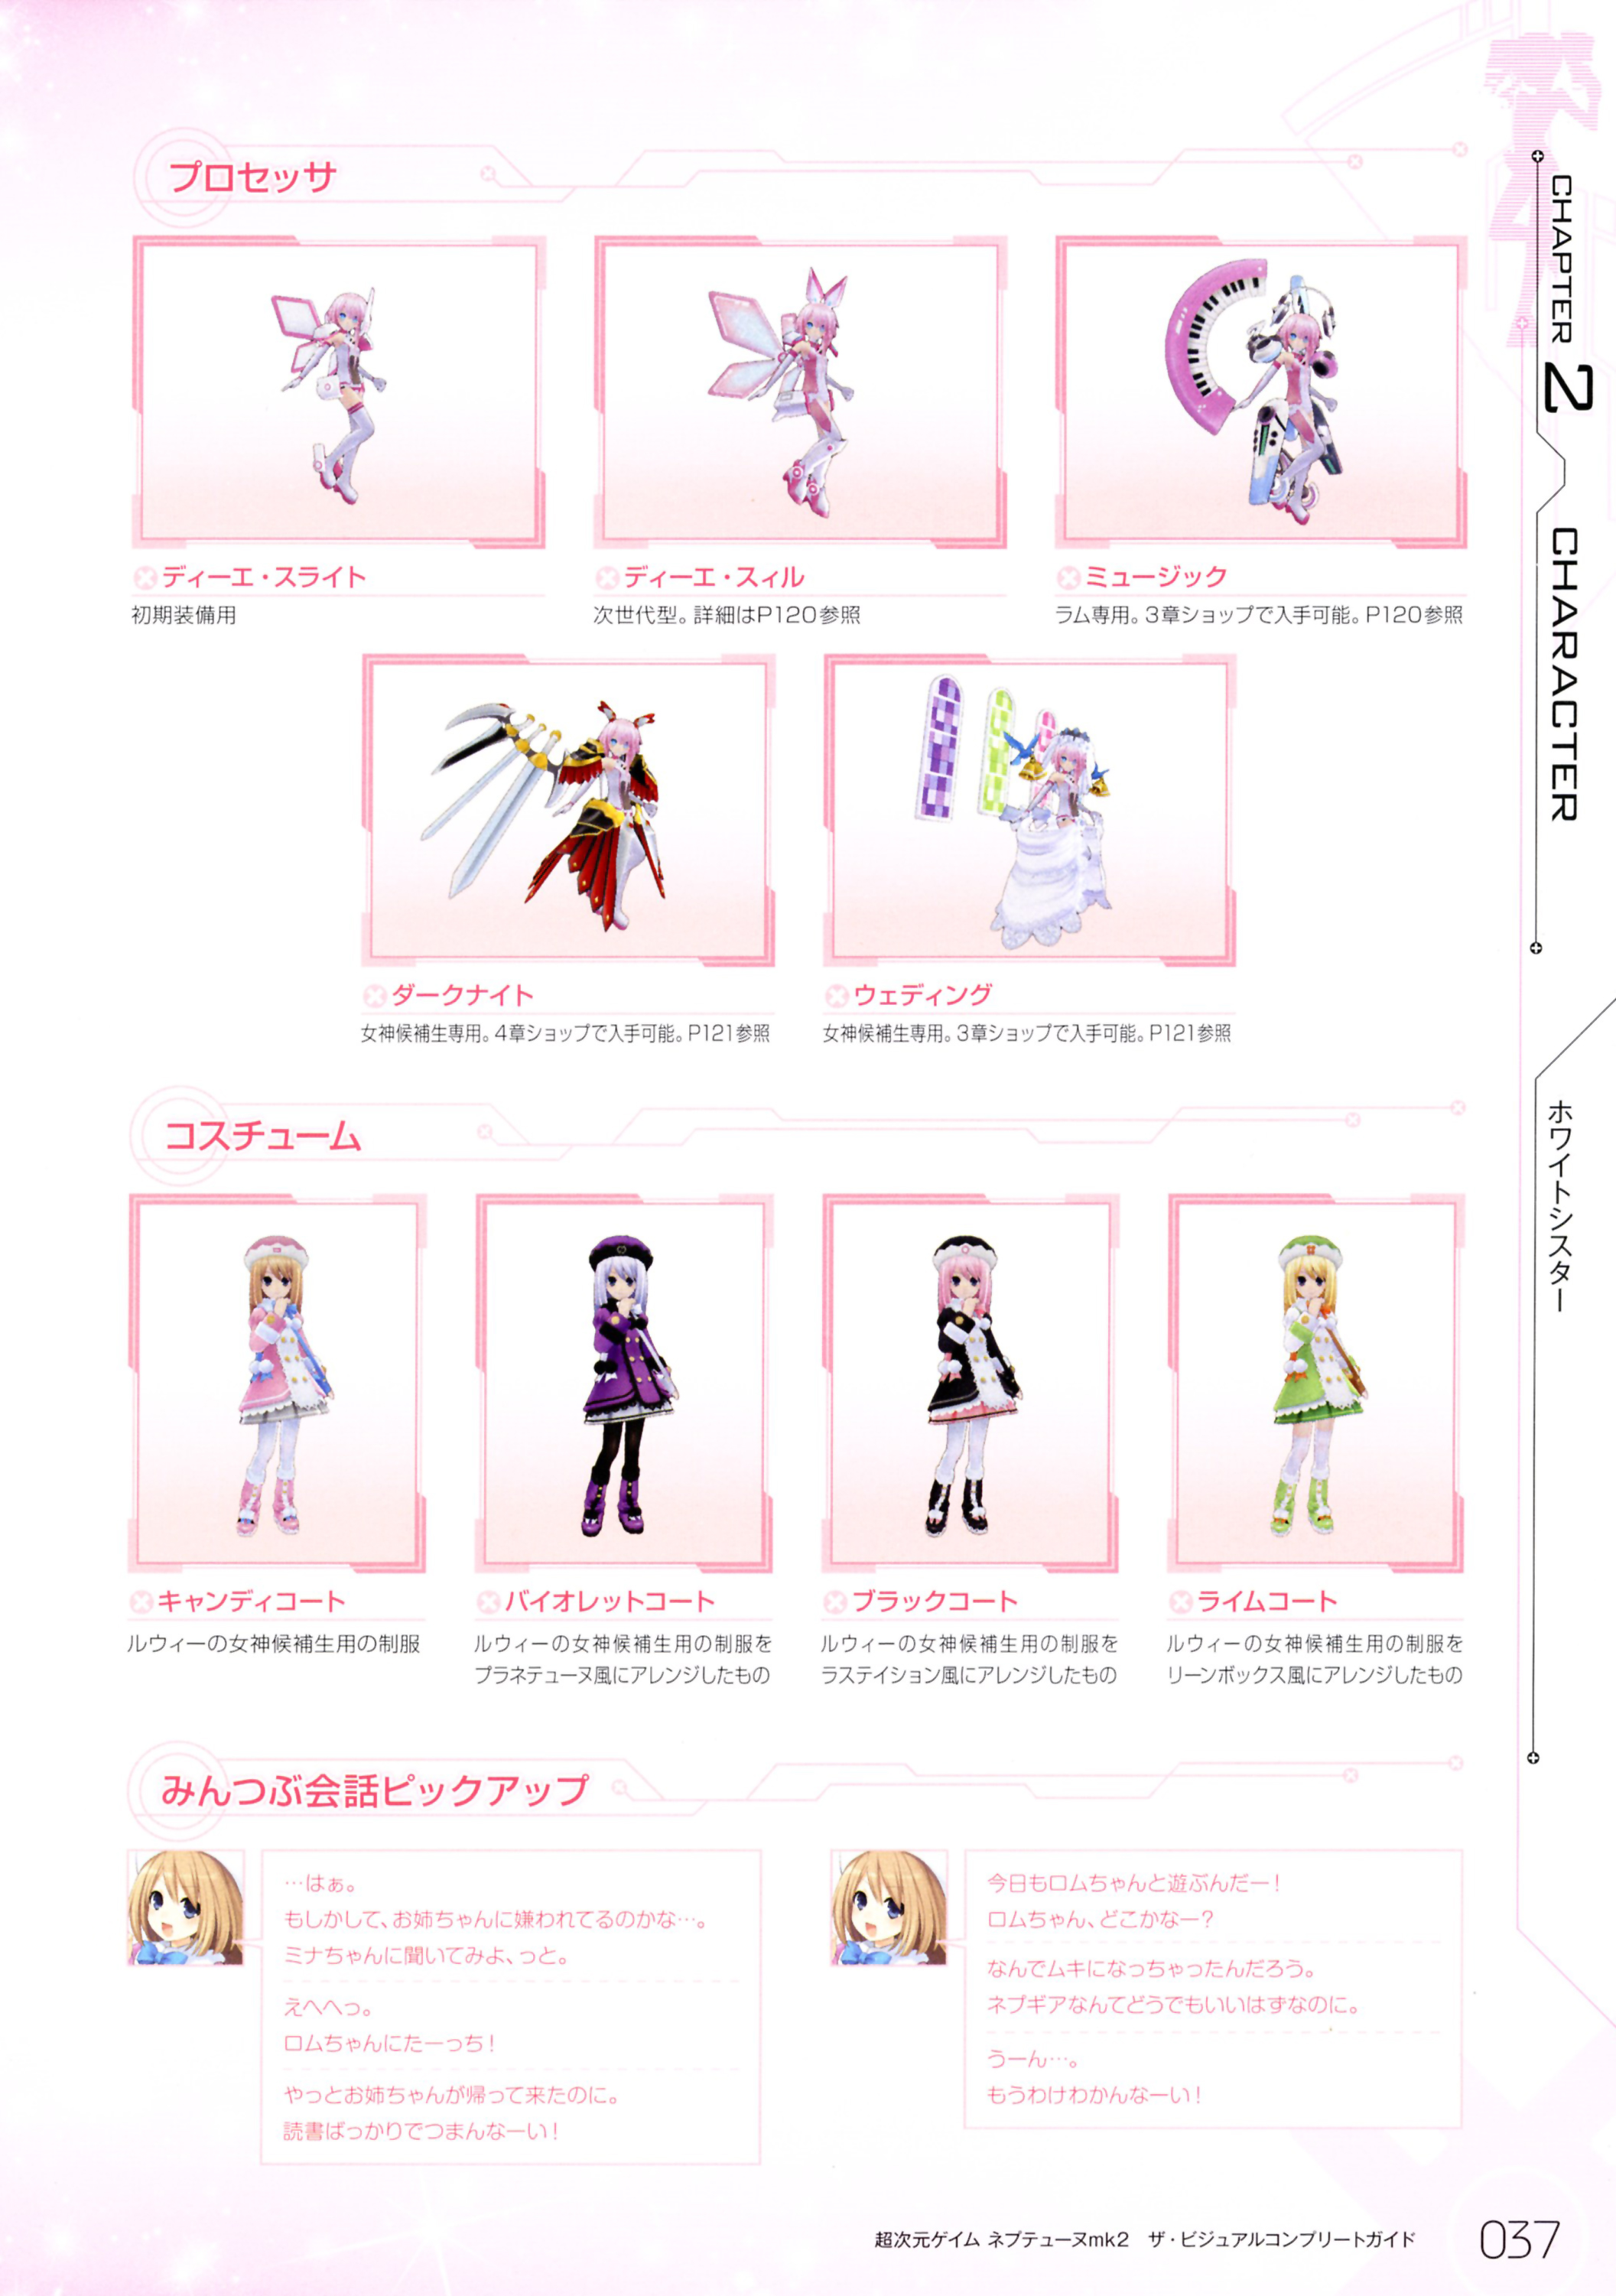 プロセッサ
ディーエ・スライト
初期装備用
ディーエ・スィル
次世代型。詳細はP120参照
ミュージック
ラム専用。3章ショップで入手可能。P120参照
ダークナイト
女神候補生専用。4章ショップで入手可能。P121参照
ウェディング
女神候補生専用。3章ショップで入手可能。P121参照
コスチューム
キャンディコート
ルウィーの女神候補生用の制服
バイオレットコート
ルウィーの女神候補生用の制服を
プラネテューヌ風にアレンジしたもの
ブラックコート
ルウィーの女神候補生用の制服を
ラステイション風にアレンジしたもの
ライムコート
ルウィーの女神候補生用の制服を
リーンボックス風にアレンジしたもの
みんつぶ会話ピックアップ
…はぁ。
もしかして、お姉ちゃんに嫌われてるのかな…。
ミナちゃんに聞いてみよ、っと。
えへへっ。
ロムちゃんにたーっち!
やっとお姉ちゃんが帰って来たのに。
読書ばっかりでつまんなーい!
今日もロムちゃんと遊ぶんだー!
ロムちゃん、どこかなー?
なんでムキになっちゃったんだろう。
ネプギアなんてどうでもいいはずなのに。
うーん…。
もうわけわかんなーい!
CHAPTER 2 CHARACTER
ホワイトシスター
超次元ゲイム ネプテューヌmk2 ザ・ビジュアルコンプリートガイド
037